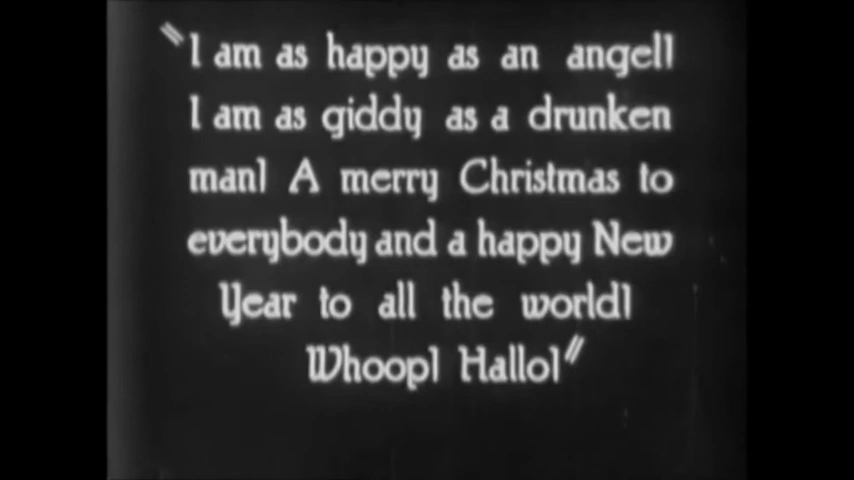 "I am as happy as an angel!
I am as giddy as a drunken
man! A merry Christmas to
everybody and a happy New
Year to all the world!
Whoop! Hallo!"